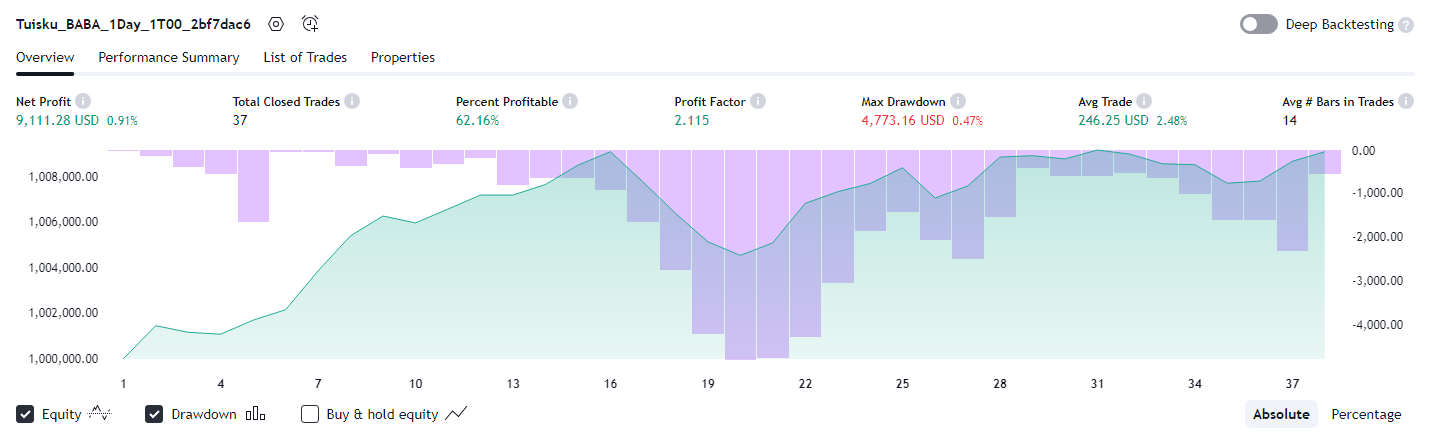 Tuisku_BABA_1Day_1T00_2bf7dac6 Deep Backtesting ?
Overview Performance Summary List of Trades Properties
Net Profit i Total Closed Trades i Percent Profitable i Profit Factor i Max Drawdown i Avg Trade i Avg # Bars in Trades i
9,111.28 USD 0.91% 37 62.16% 2.115 4,773.16 USD 0.47% 246.25 USD 2.48% 14
0.00
1,008,000.00 -1,000.00
1,006,000.00 -2,000.00
1,004,000.00 -3,000.00
1,002,000.00 -4,000.00
1,000,000.00
1 4 7 10 13 16 19 22 25 28 31 34 37
Equity Drawdown Buy & hold equity Absolute Percentage